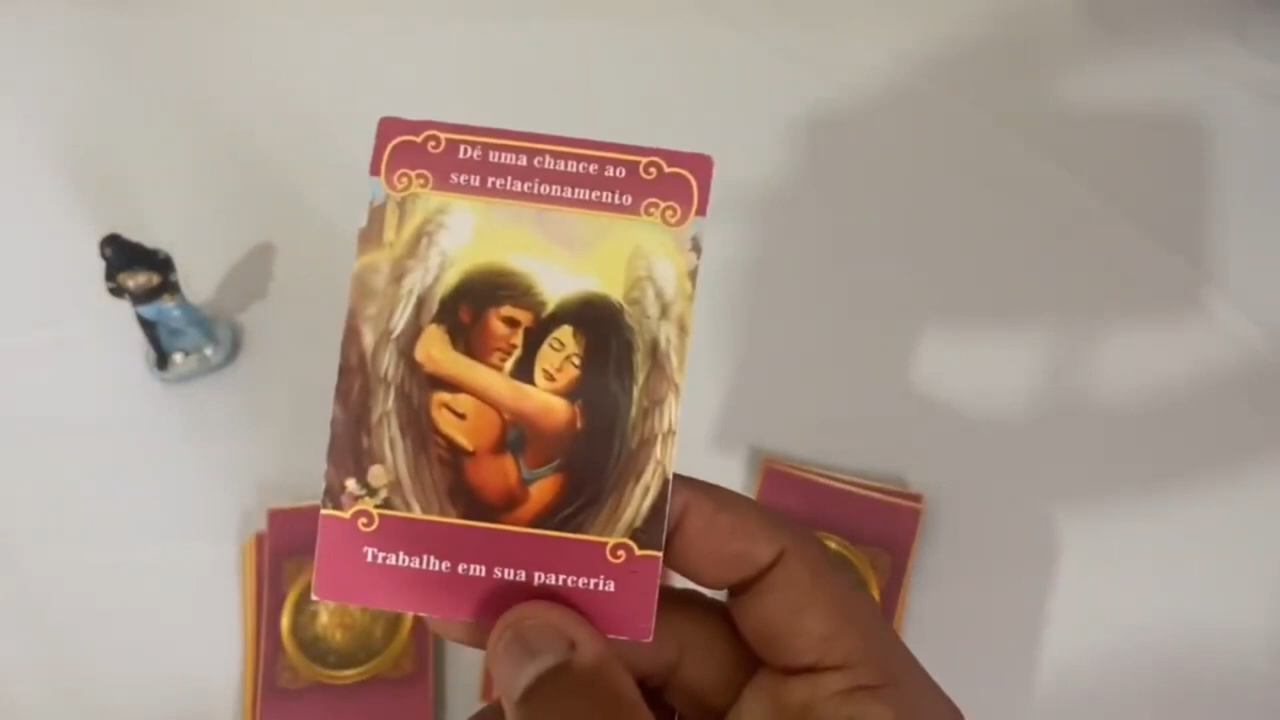 Dê uma chance ao
seu relacionamento
Trabalhe em sua parceria